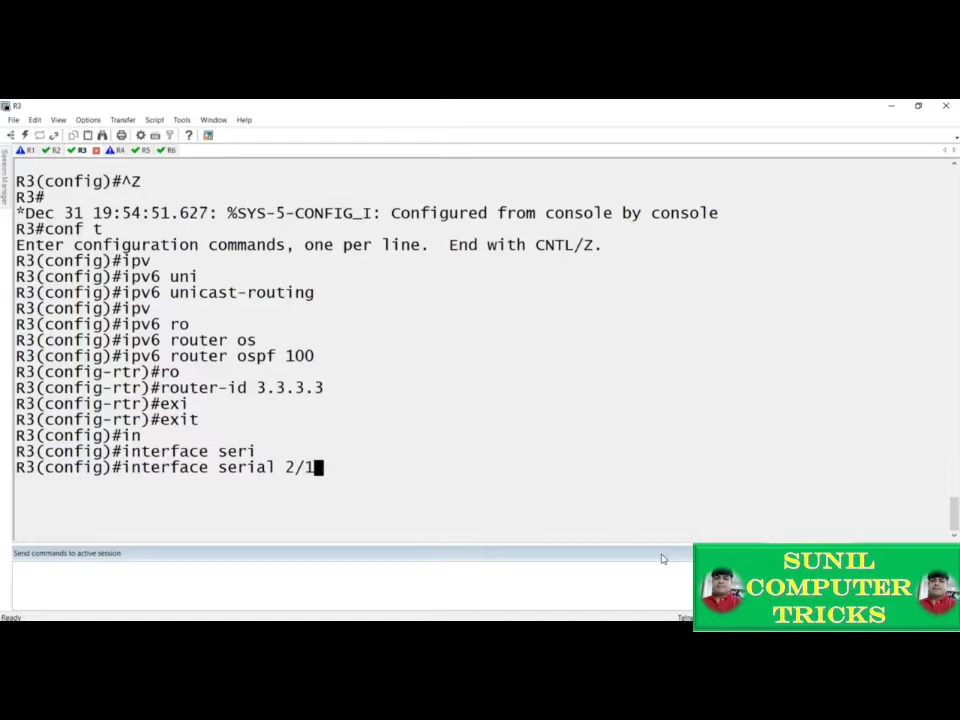 R3
File Edit View Options Transfer Script Tools Window Help
R1 R2 R3 R4 R5 R6
Session Manager
R3(config)#^Z
R3#
*Dec 31 19:54:51.627: %SYS-5-CONFIG_I: Configured from console by console
R3#conf t
Enter configuration commands, one per line.  End with CNTL/Z.
R3(config)#ipv
R3(config)#ipv6 uni
R3(config)#ipv6 unicast-routing
R3(config)#ipv
R3(config)#ipv6 ro
R3(config)#ipv6 router os
R3(config)#ipv6 router ospf 100
R3(config-rtr)#ro
R3(config-rtr)#router-id 3.3.3.3
R3(config-rtr)#exi
R3(config-rtr)#exit
R3(config)#in
R3(config)#interface seri
R3(config)#interface serial 2/1
Send commands to active session
Ready
Telne
SUNIL
COMPUTER
TRICKS